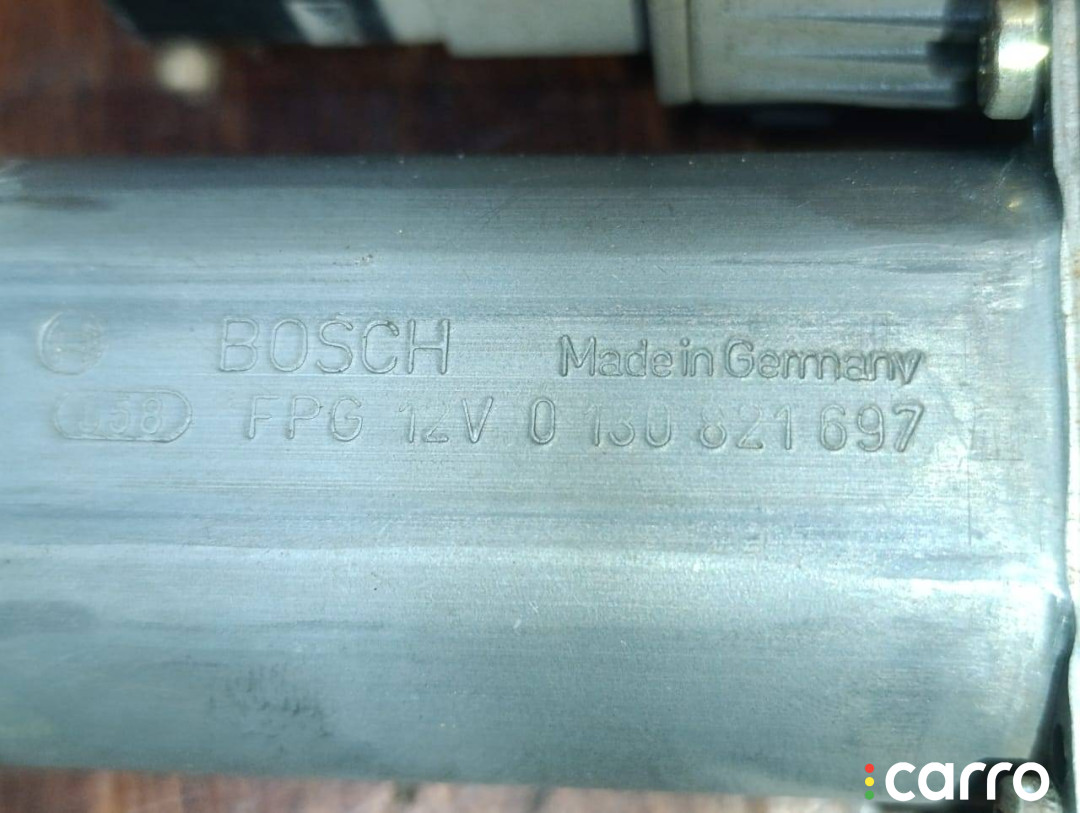 BOSCH Made in Germany
FPG 12V 0 130 821 697
carro